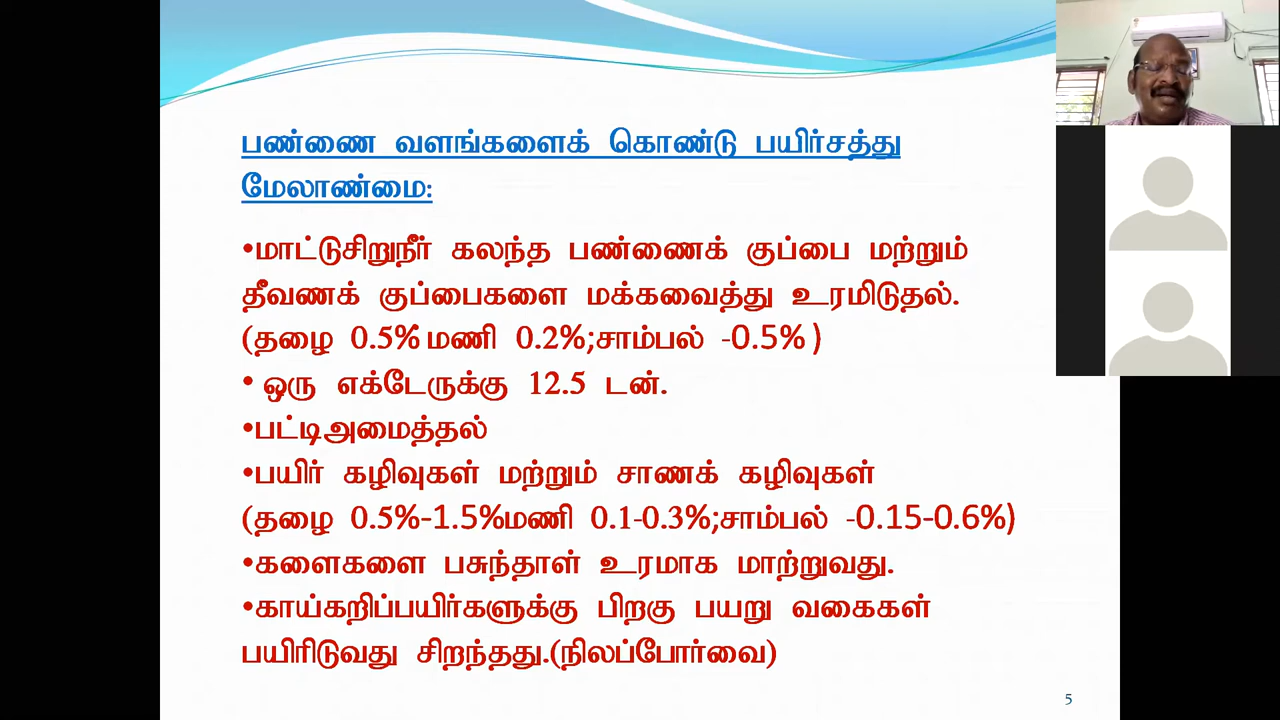 பண்ணை வளங்களைக் கொண்டு பயிர்சத்து
மேலாண்மை:
•மாட்டுசிறுநீர் கலந்த பண்ணைக் குப்பை மற்றும்
தீவணக் குப்பைகளை மக்கவைத்து உரமிடுதல்.
(தழை 0.5% மணி 0.2%;சாம்பல் -0.5% )
• ஒரு எக்டேருக்கு 12.5 டன்.
•பட்டிஅமைத்தல்
•பயிர் கழிவுகள் மற்றும் சாணக் கழிவுகள்
(தழை 0.5%-1.5%மணி 0.1-0.3%;சாம்பல் -0.15-0.6%)
•களைகளை பசுந்தாள் உரமாக மாற்றுவது.
•காய்கறிப்பயிர்களுக்கு பிறகு பயறு வகைகள்
பயிரிடுவது சிறந்தது.(நிலப்போர்வை)
5